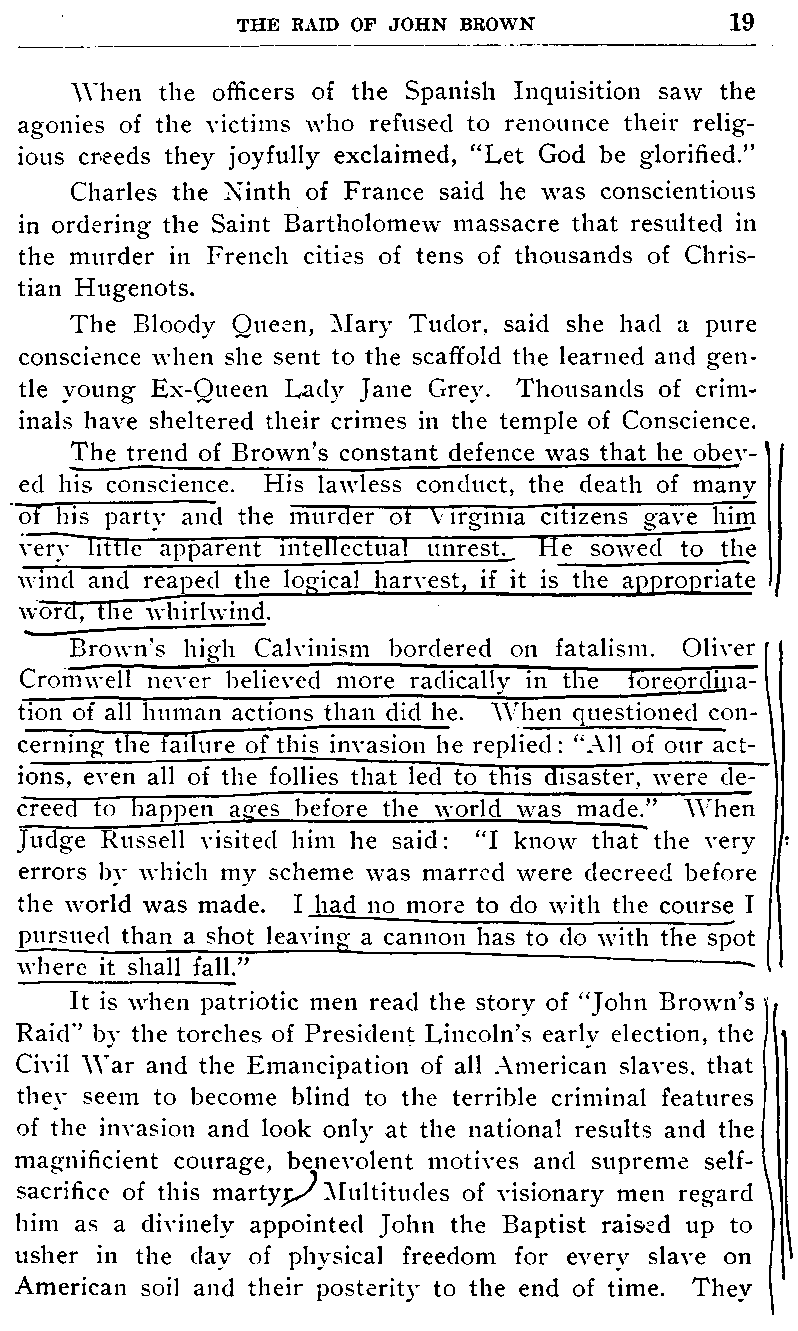 THE RAID OF JOHN BROWN 19
When the officers of the Spanish Inquisition saw the
agonies of the victims who refused to renounce their relig-
ious creeds they joyfully exclaimed, “Let God be glorified.”
Charles the Ninth of France said he was conscientious
in ordering the Saint Bartholomew massacre that resulted in
the murder in French cities of tens of thousands of Chris-
tian Hugenots.
The Bloody Queen, Mary Tudor, said she had a pure
conscience when she sent to the scaffold the learned and gen-
tle young Ex-Queen Lady Jane Grey. Thousands of crim-
inals have sheltered their crimes in the temple of Conscience.
The trend of Brown’s constant defence was that he obey-
ed his conscience. His lawless conduct, the death of many
of his party and the murder of Virginia citizens gave him
very little apparent intellectual unrest. He sowed to the
wind and reaped the logical harvest, if it is the appropriate
word, the whirlwind.
Brown’s high Calvinism bordered on fatalism. Oliver
Cromwell never believed more radically in the foreordina-
tion of all human actions than did he. When questioned con-
cerning the failure of this invasion he replied: “All of our act-
ions, even all of the follies that led to this disaster, were de-
creed to happen ages before the world was made.” When
Judge Russell visited him he said: “I know that the very
errors by which my scheme was marred were decreed before
the world was made. I had no more to do with the course I
pursued than a shot leaving a cannon has to do with the spot
where it shall fall.”
It is when patriotic men read the story of “John Brown’s
Raid” by the torches of President Lincoln’s early election, the
Civil War and the Emancipation of all American slaves, that
they seem to become blind to the terrible criminal features
of the invasion and look only at the national results and the
magnificient courage, benevolent motives and supreme self-
sacrifice of this martyr. Multitudes of visionary men regard
him as a divinely appointed John the Baptist raised up to
usher in the day of physical freedom for every slave on
American soil and their posterity to the end of time. They